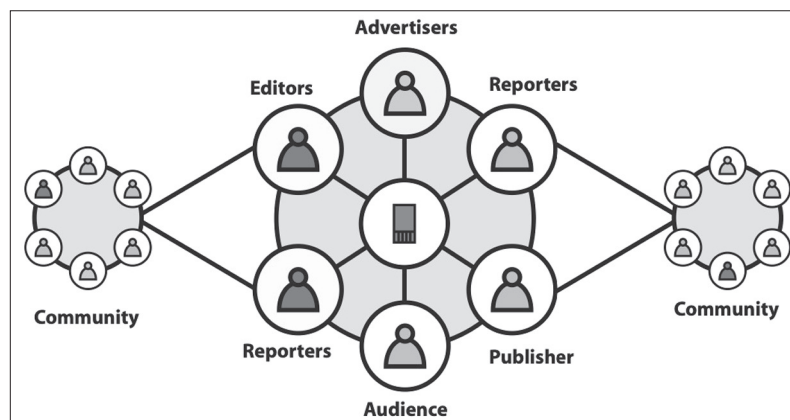 Advertisers
Editors
Reporters
Community
Community
Reporters
Publisher
Audience